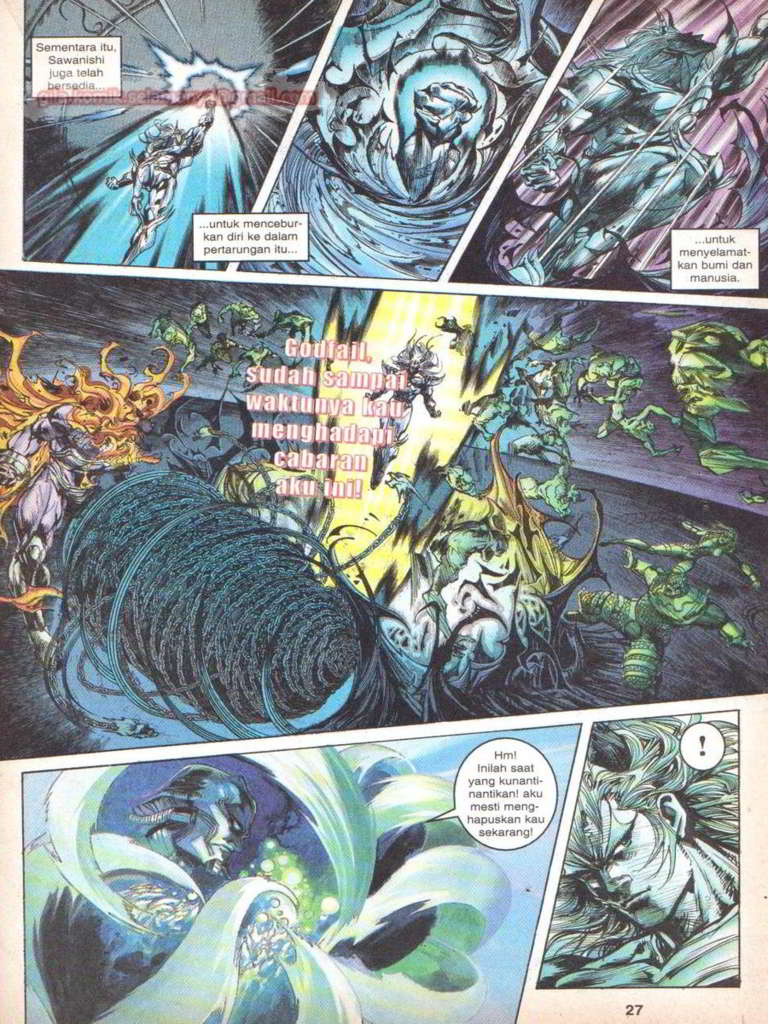 Sementara itu,
Sawanishi
juga telah
bersedia...
...untuk mencebur-
kan diri ke dalam
pertarungan itu...
...untuk
menyelamat-
kan bumi dan
manusia.
Godfail,
sudah sampai
waktunya kau
menghadapi
cabaran
aku ini!
Hm!
Inilah saat
yang kunanti-
nantikan! aku
mesti meng-
hapuskan kau
sekarang!
!
27